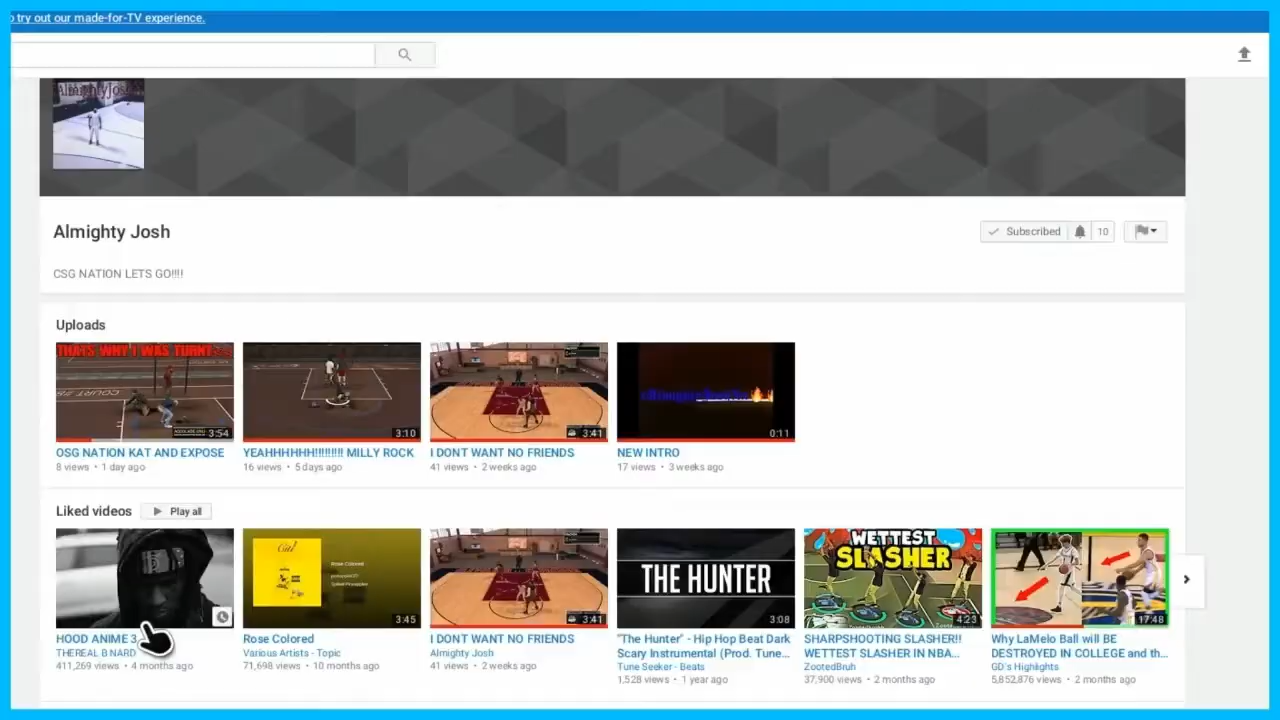 try out our made-for-TV experience.
AlmightyJosh
Almighty Josh
Subscribed 10
CSG NATION LETS GO!!!!
Uploads
THATS WHY I WAS TURNT
3:54
3:10
3:41
0:11
OSG NATION KAT AND EXPOSE
8 views • 1 day ago
YEAHHHHHH!!!!!!!!! MILLY ROCK
16 views • 5 days ago
I DONT WANT NO FRIENDS
41 views • 2 weeks ago
NEW INTRO
17 views • 3 weeks ago
Liked videos
Play all
Rose Colored
3:45
3:41
THE HUNTER
3:08
WETTEST
SLASHER
4:23
17:48
HOOD ANIME 3
THEREAL B NARD
411,269 views • 4 months ago
Rose Colored
Various Artists - Topic
71,698 views • 10 months ago
I DONT WANT NO FRIENDS
Almighty Josh
41 views • 2 weeks ago
"The Hunter" - Hip Hop Beat Dark
Scary Instrumental (Prod. Tune...
Tune Seeker - Beats
1,528 views • 1 year ago
SHARPSHOOTING SLASHER!!
WETTEST SLASHER IN NBA...
ZootedBruh
37,900 views • 2 months ago
Why LaMelo Ball will BE
DESTROYED IN COLLEGE and th...
GD's Highlights
5,852,876 views • 2 months ago